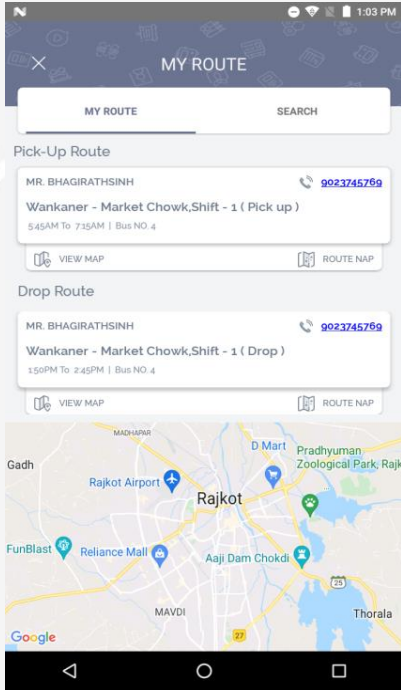 1:03 PM
MY ROUTE
MY ROUTE SEARCH
Pick-Up Route
MR. BHAGIRATHSINH 9023745769
Wankaner - Market Chowk,Shift - 1 ( Pick up )
5:45AM To 7:15AM | Bus NO. 4
VIEW MAP ROUTE NAP
Drop Route
MR. BHAGIRATHSINH 9023745769
Wankaner - Market Chowk,Shift - 1 ( Drop )
1:50PM To 2:45PM | Bus NO. 4
VIEW MAP ROUTE NAP
MADHAPAR
D Mart
Pradhyuman
Zoological Park, Rajk
Gadh
Rajkot Airport
Rajkot
FunBlast
Reliance Mall
Aaji Dam Chokdi
25
MAVDI
Thorala
27
Google